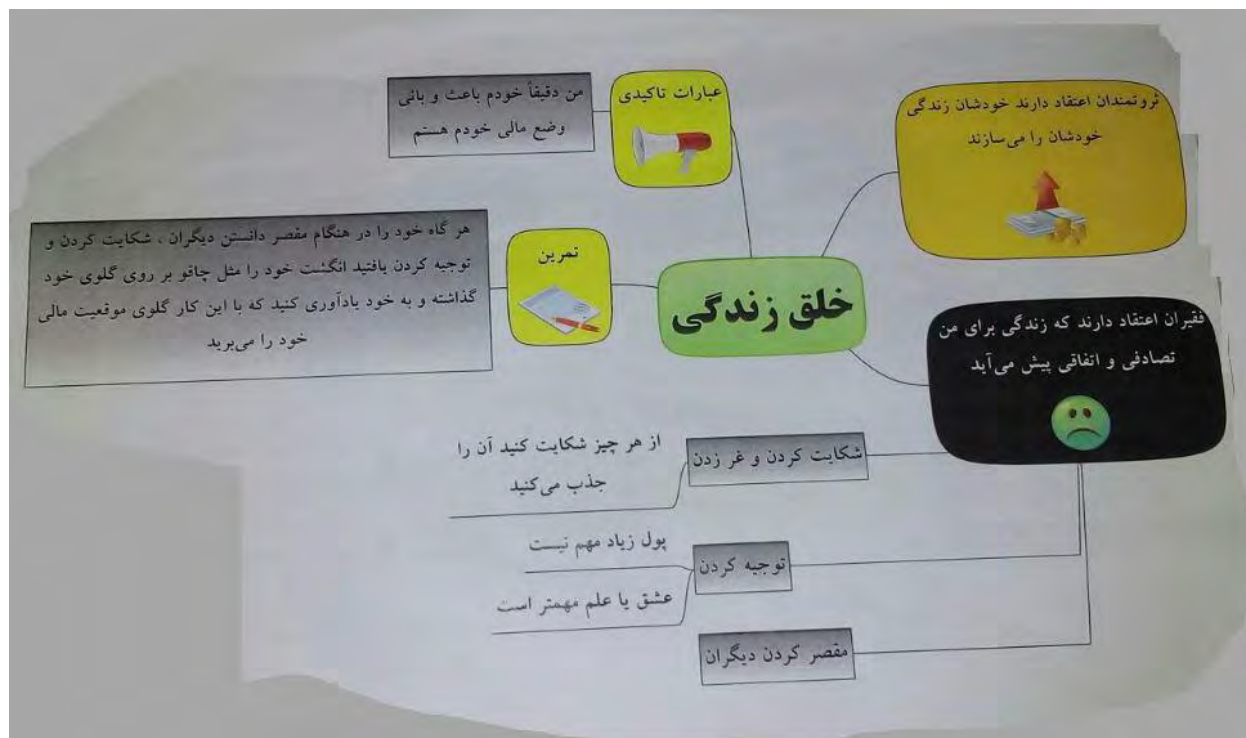 خلق زندگی
ثروتمندان اعتقاد دارند خودشان زندگی
خودشان را می‌سازند
فقیران اعتقاد دارند که زندگی برای من
تصادفی و اتفاقی پیش می‌آید
شکایت کردن و غر زدن
از هر چیز شکایت کنید آن را
جذب می‌کنید
توجیه کردن
پول زیاد مهم نیست
عشق یا علم مهمتر است
مقصر کردن دیگران
عبارات تاکیدی
من دقیقاً خودم باعث و بانی
وضع مالی خودم هستم
تمرین
هر گاه خود را در هنگام مقصر دانستن دیگران ، شکایت کردن و
توجیه کردن یافتید انگشت خود را مثل چاقو بر روی گلوی خود
گذاشته و به خود یادآوری کنید که با این کار گلوی موقعیت مالی
خود را می‌برید